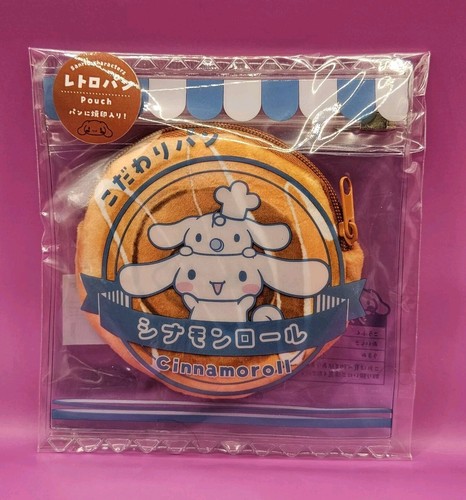 Sanrio characters
レトロパン
Pouch
パンに焼印入り!
こだわりパン
シナモンロール
Cinnamoroll